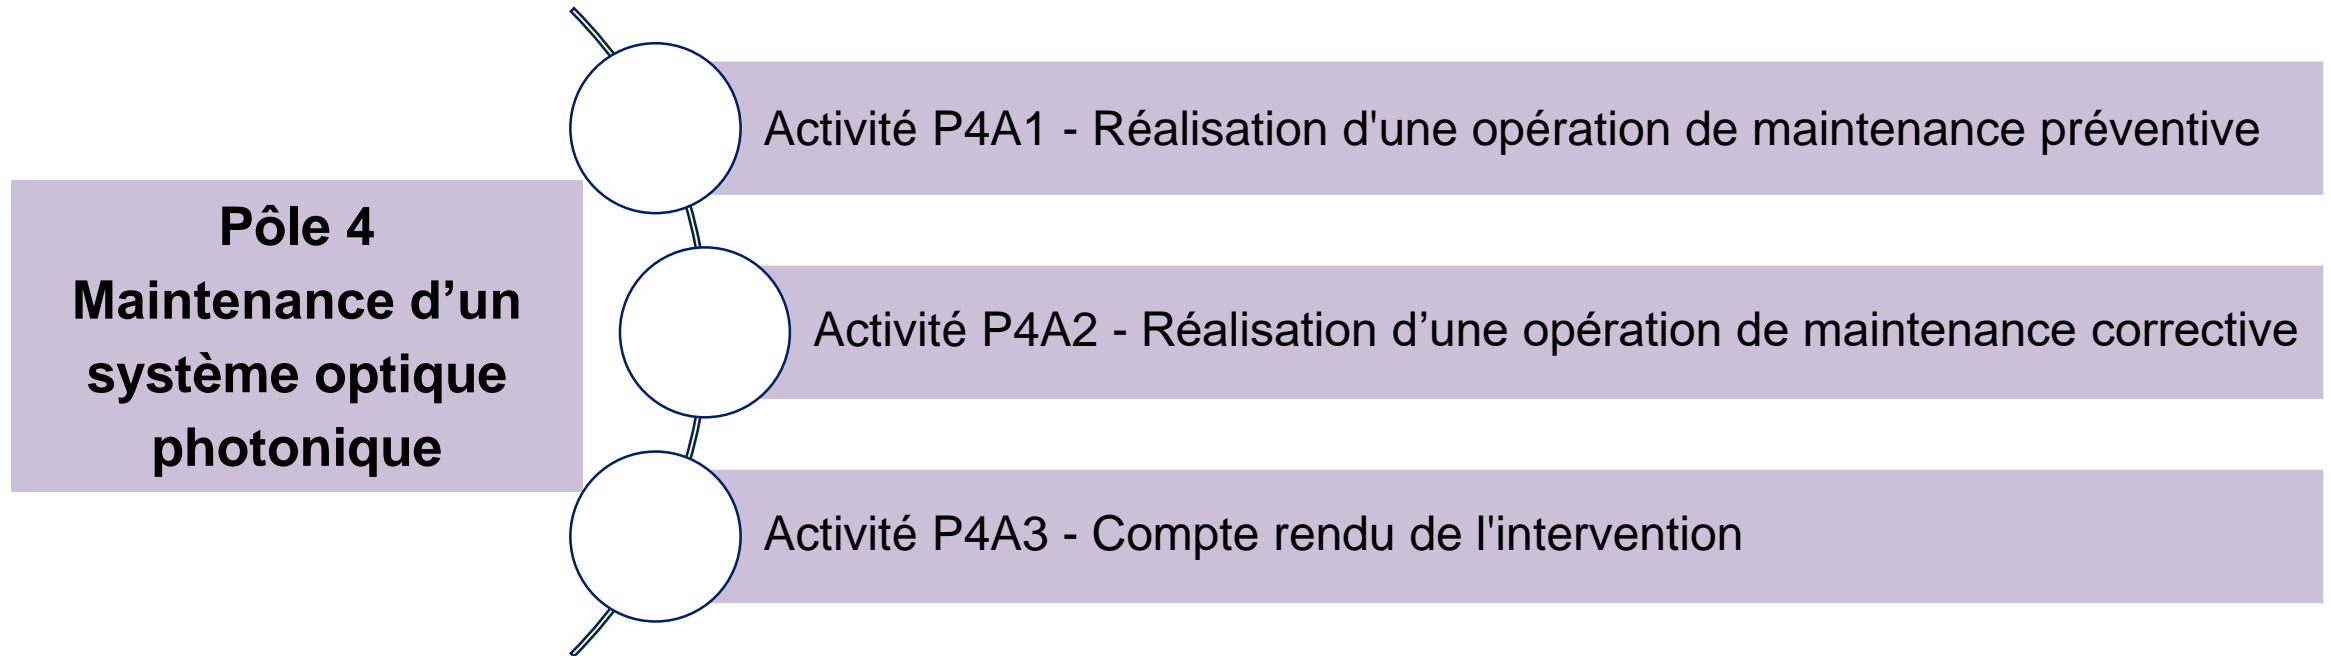 Pôle 4
Maintenance d’un
système optique
photonique
Activité P4A1 - Réalisation d'une opération de maintenance préventive
Activité P4A2 - Réalisation d’une opération de maintenance corrective
Activité P4A3 - Compte rendu de l'intervention